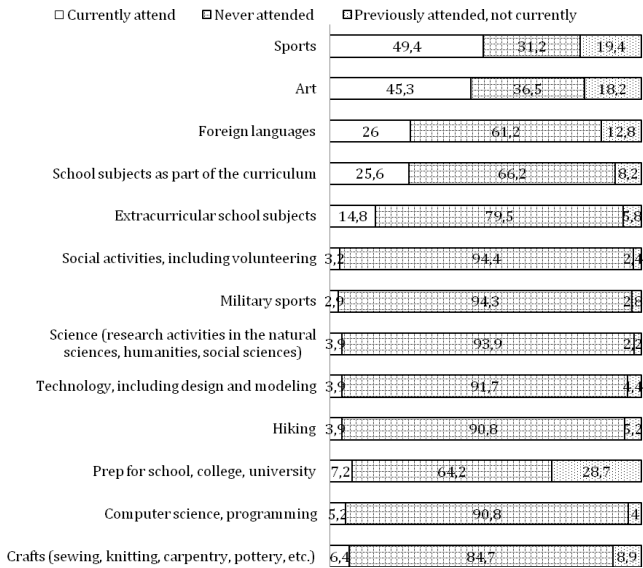 Currently attend Never attended Previously attended, not currently
Sports 49,4 31,2 19,4
Art 45,3 36,5 18,2
Foreign languages 26 61,2 12,8
School subjects as part of the curriculum 25,6 66,2 8,2
Extracurricular school subjects 14,8 79,5 5,8
Social activities, including volunteering 3,2 94,4 2,4
Military sports 2,9 94,3 2,8
Science (research activities in the natural
sciences, humanities, social sciences) 3,9 93,9 2,2
Technology, including design and modeling 3,9 91,7 4,4
Hiking 3,9 90,8 5,2
Prep for school, college, university 7,2 64,2 28,7
Computer science, programming 5,2 90,8 4
Crafts (sewing, knitting, carpentry, pottery, etc.) 6,4 84,7 8,9